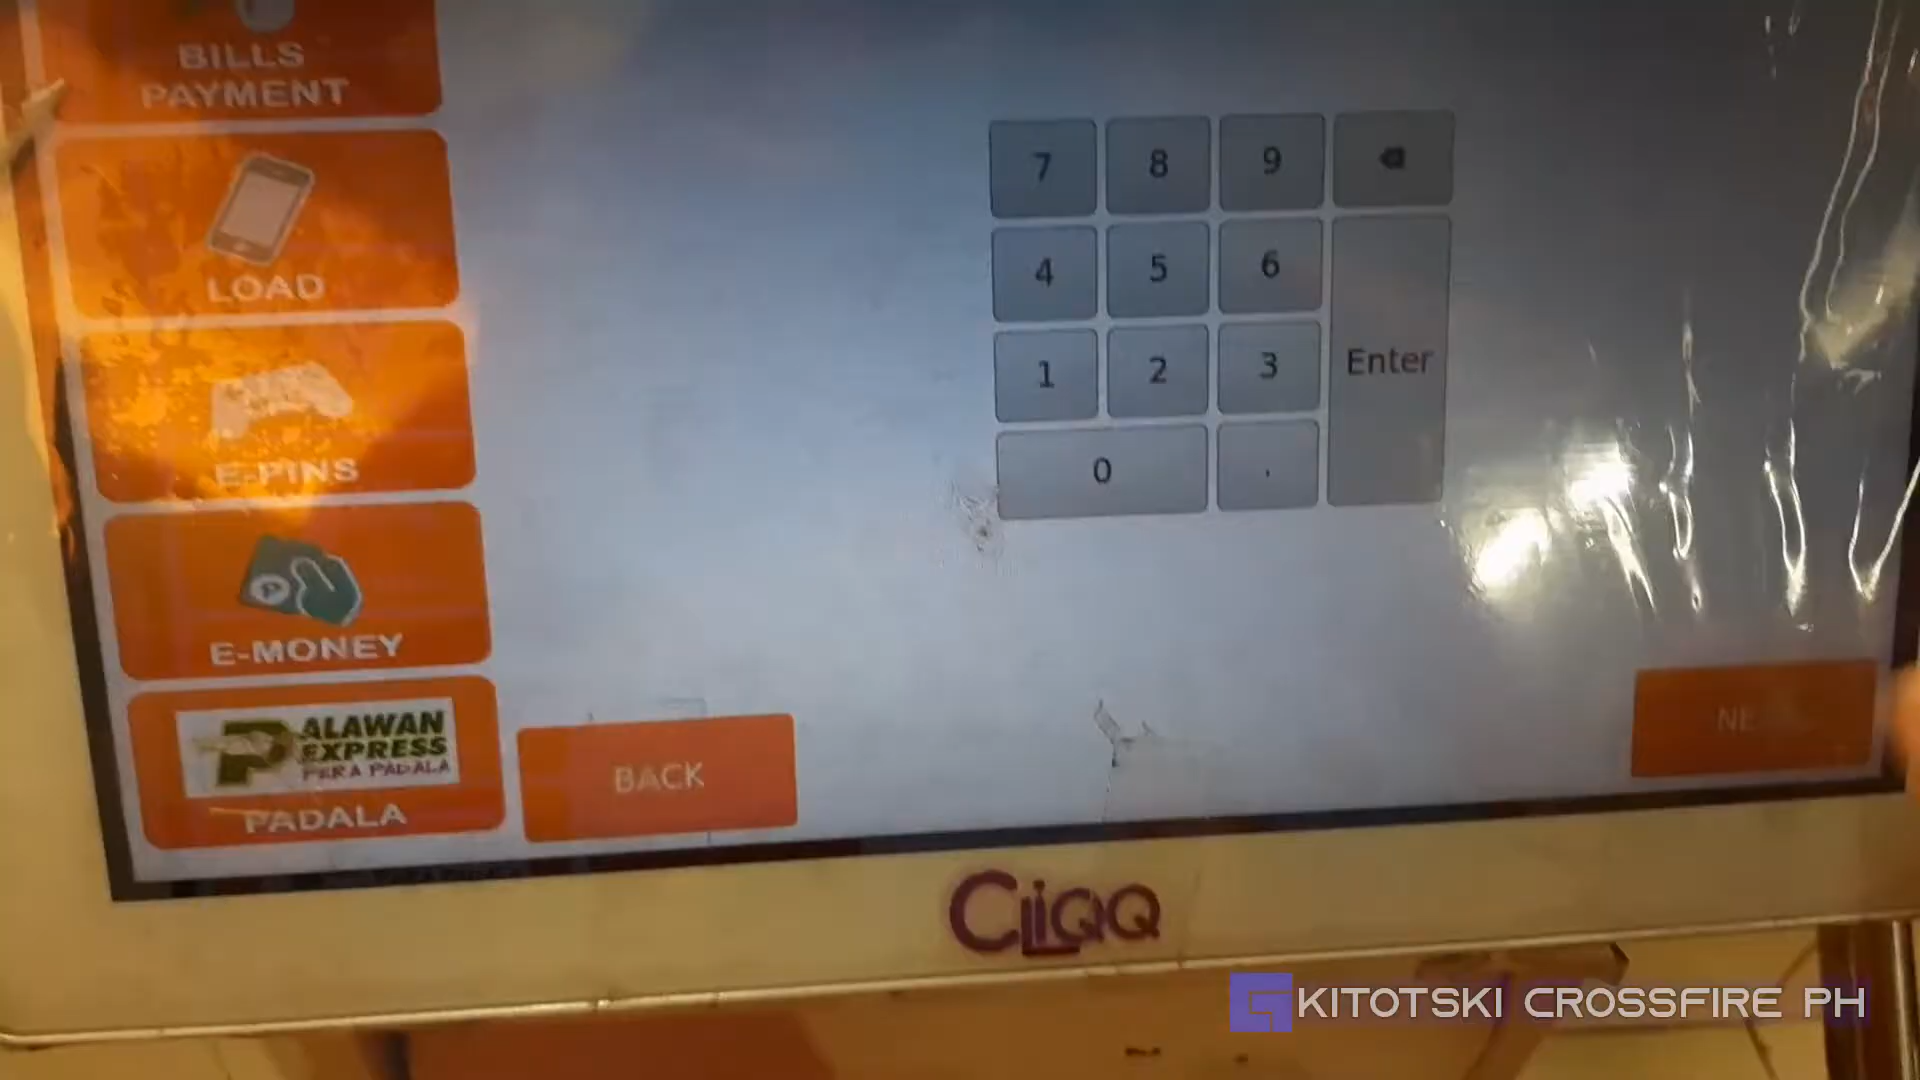 BILLS
PAYMENT
LOAD
E-PINS
E-MONEY
PALAWAN
EXPRESS
PERA PADALA
PADALA
BACK
7 8 9
4 5 6
1 2 3
Enter
0 .
CLiQQ
KITOTSKI CROSSFIRE PH